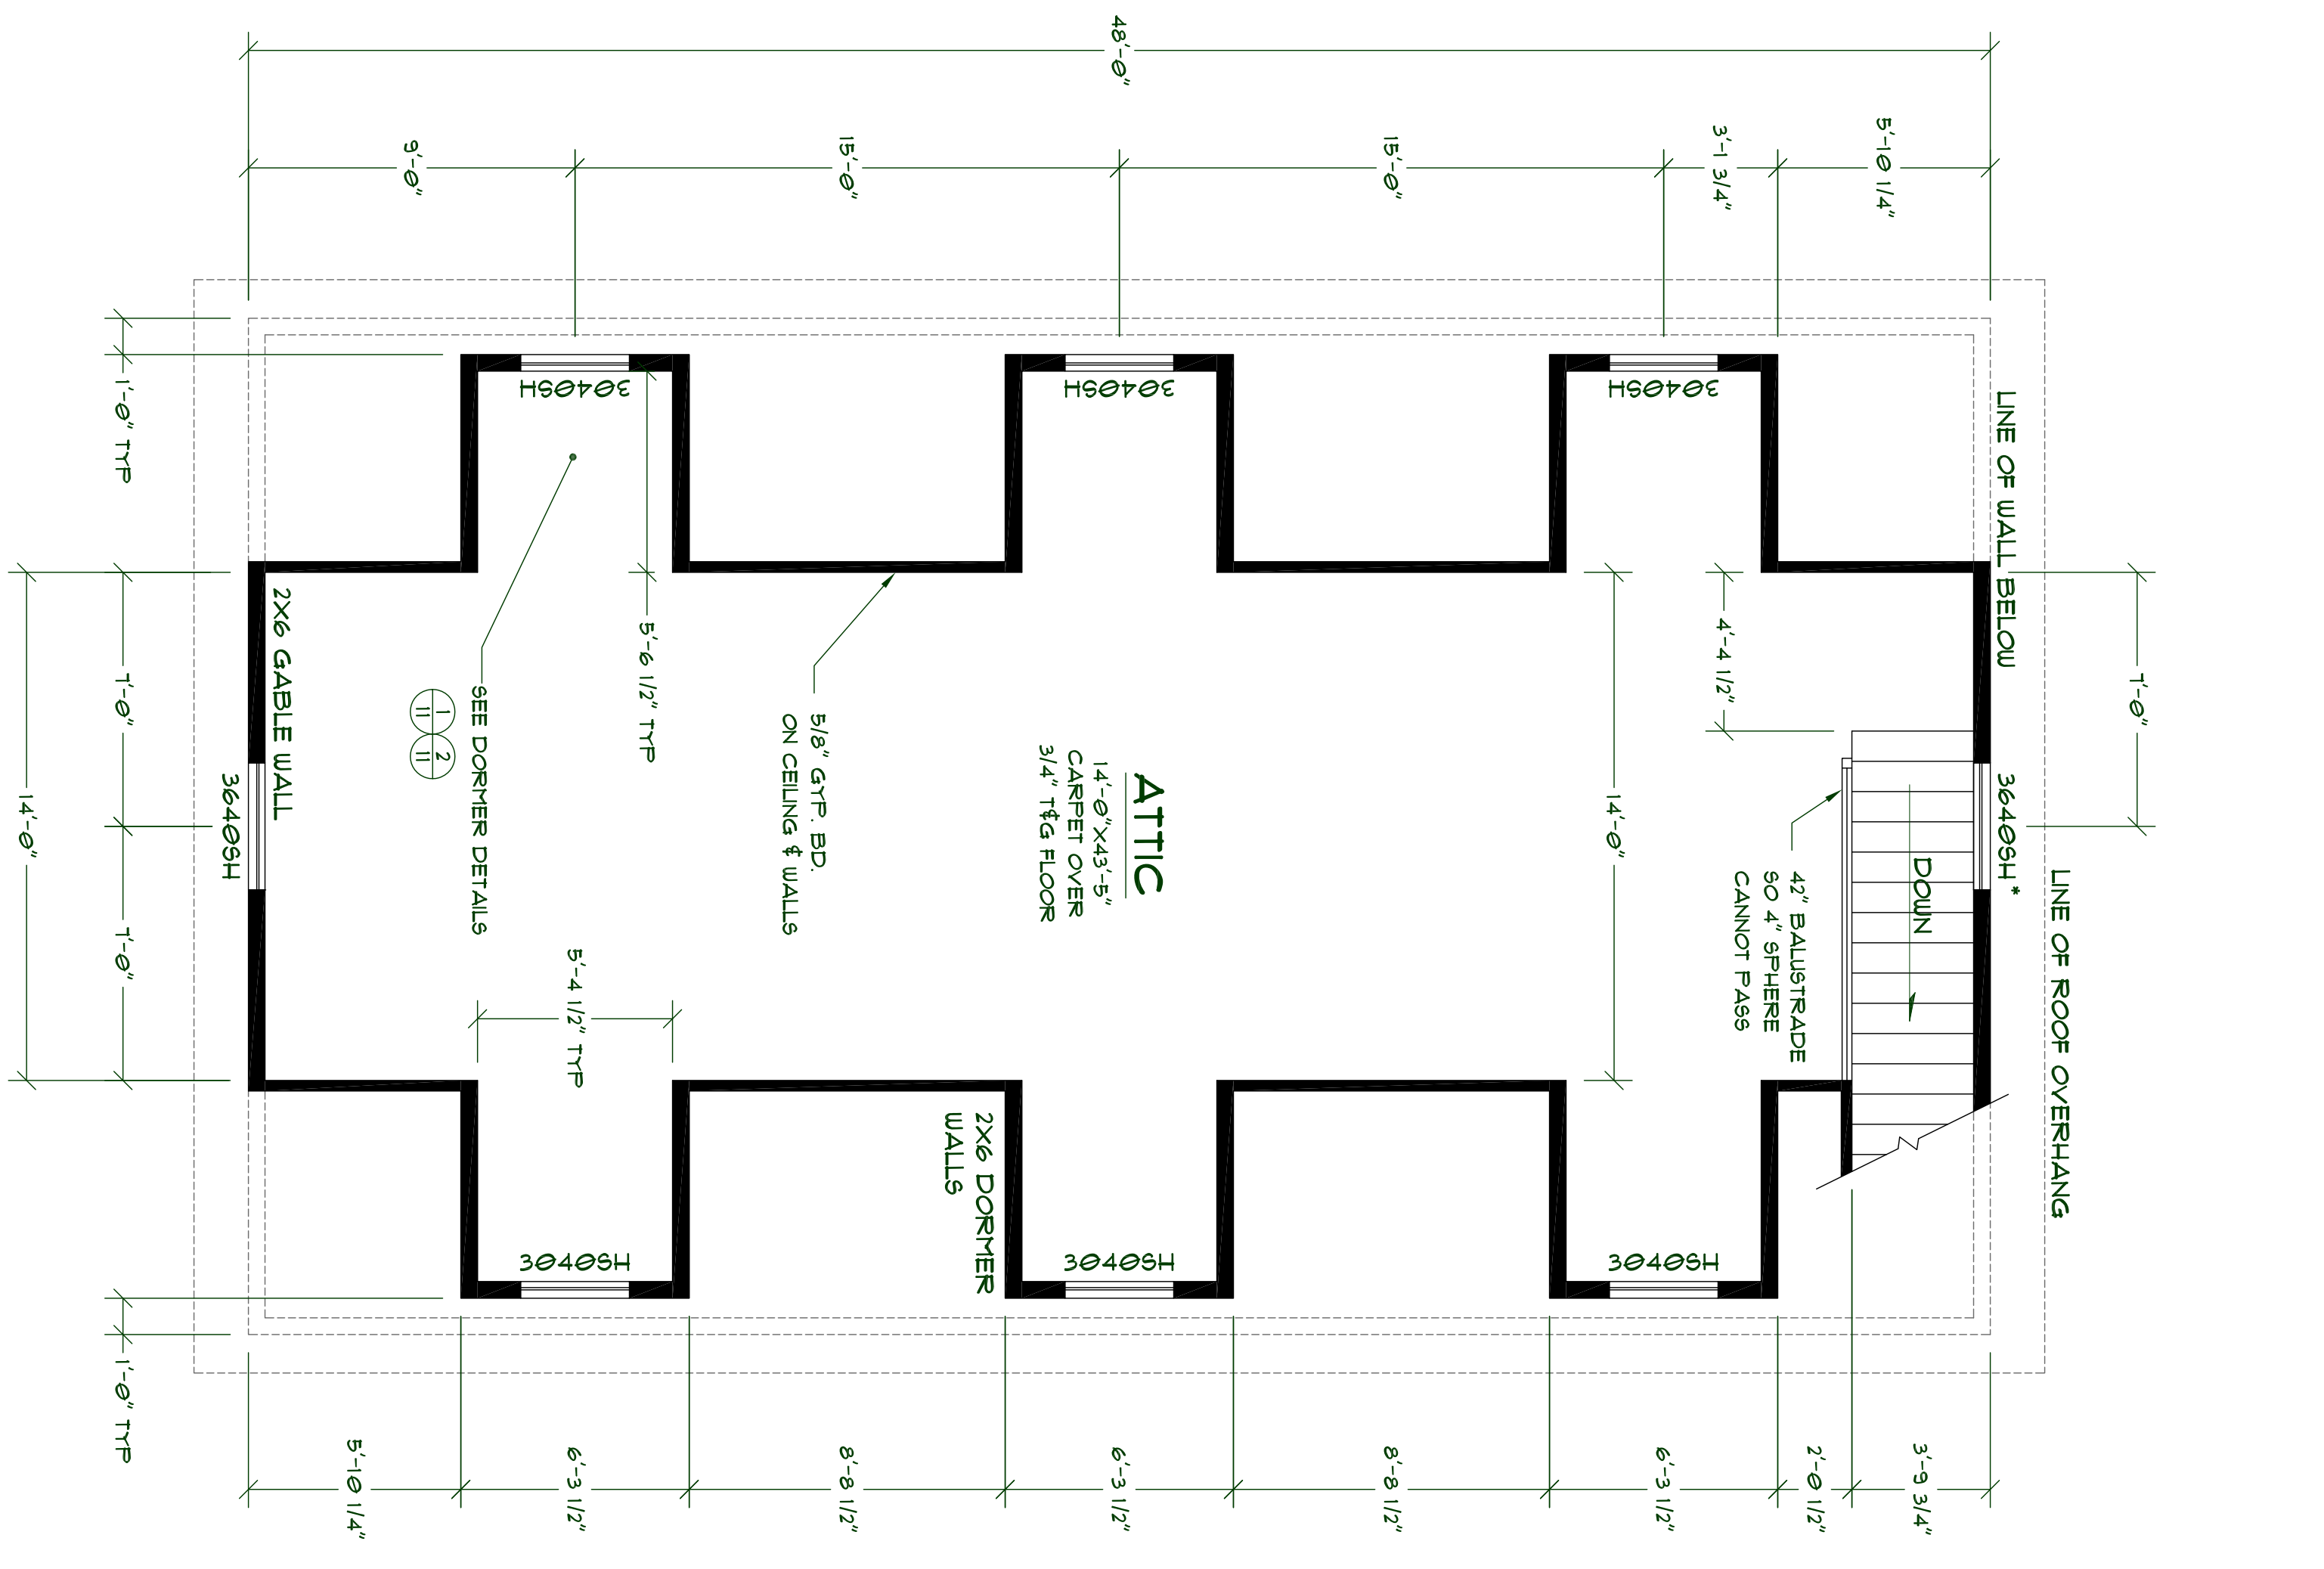 48'-0"
9'-0"
15'-0"
15'-0"
3'-1 3/4"
5'-10 1/4"
1'-0" TYP
3040SH
3040SH
3040SH
LINE OF WALL BELOW
2X6 GABLE WALL
5'-6 1/2" TYP
4'-4 1/2"
7'-0"
7'-0"
7'-0"
14'-0"
3640SH
1
11
2
11
SEE DORMER DETAILS
5/8" GYP. BD.
ON CEILING & WALLS
ATTIC
14'-0"X43'-5"
CARPET OVER
3/4" T&G FLOOR
14'-0"
3640SH*
DOWN
42" BALUSTRADE
SO 4" SPHERE
CANNOT PASS
LINE OF ROOF OVERHANG
5'-4 1/2" TYP
2X6 DORMER
WALLS
3040SH
3040SH
3040SH
1'-0" TYP
5'-10 1/4"
6'-3 1/2"
8'-8 1/2"
6'-3 1/2"
8'-8 1/2"
6'-3 1/2"
2'-0 1/2"
3'-9 3/4"